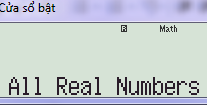 Cửa sổ bật
Math
All Real Numbers